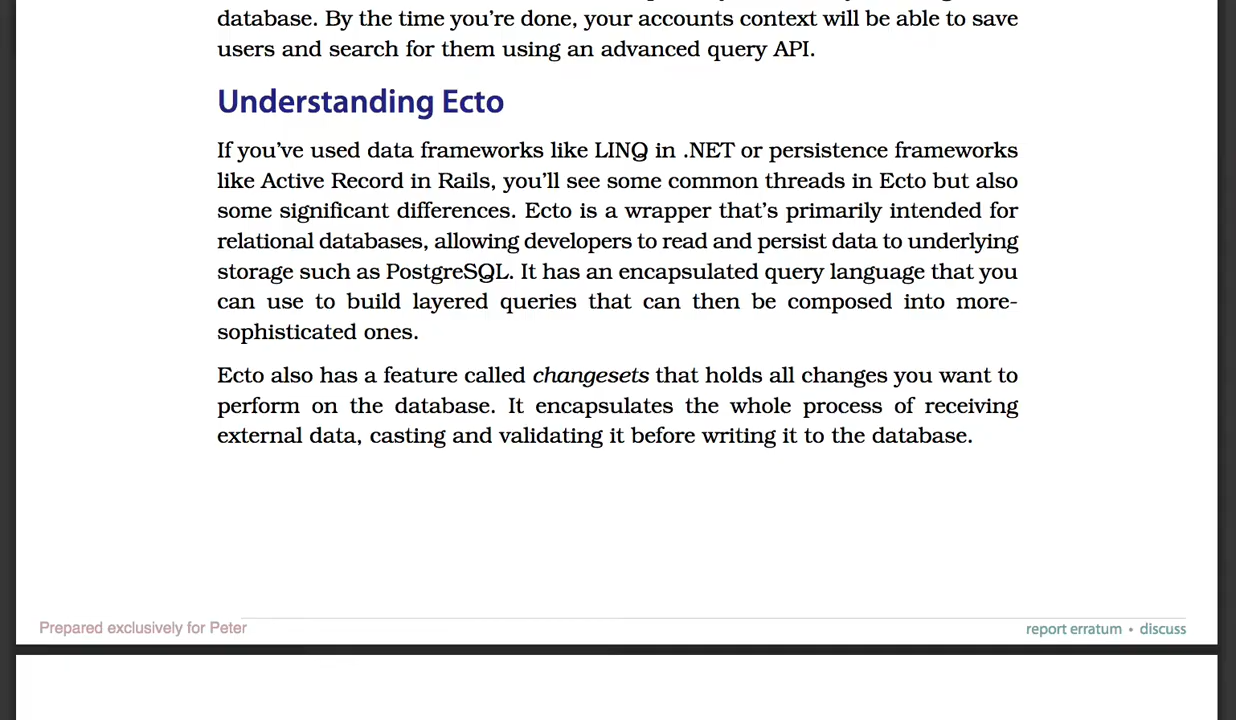 database. By the time you're done, your accounts context will be able to save
users and search for them using an advanced query API.
Understanding Ecto
If you've used data frameworks like LINQ in .NET or persistence frameworks
like Active Record in Rails, you'll see some common threads in Ecto but also
some significant differences. Ecto is a wrapper that's primarily intended for
relational databases, allowing developers to read and persist data to underlying
storage such as PostgreSQL. It has an encapsulated query language that you
can use to build layered queries that can then be composed into more-
sophisticated ones.
Ecto also has a feature called changesets that holds all changes you want to
perform on the database. It encapsulates the whole process of receiving
external data, casting and validating it before writing it to the database.
Prepared exclusively for Peter
report erratum • discuss